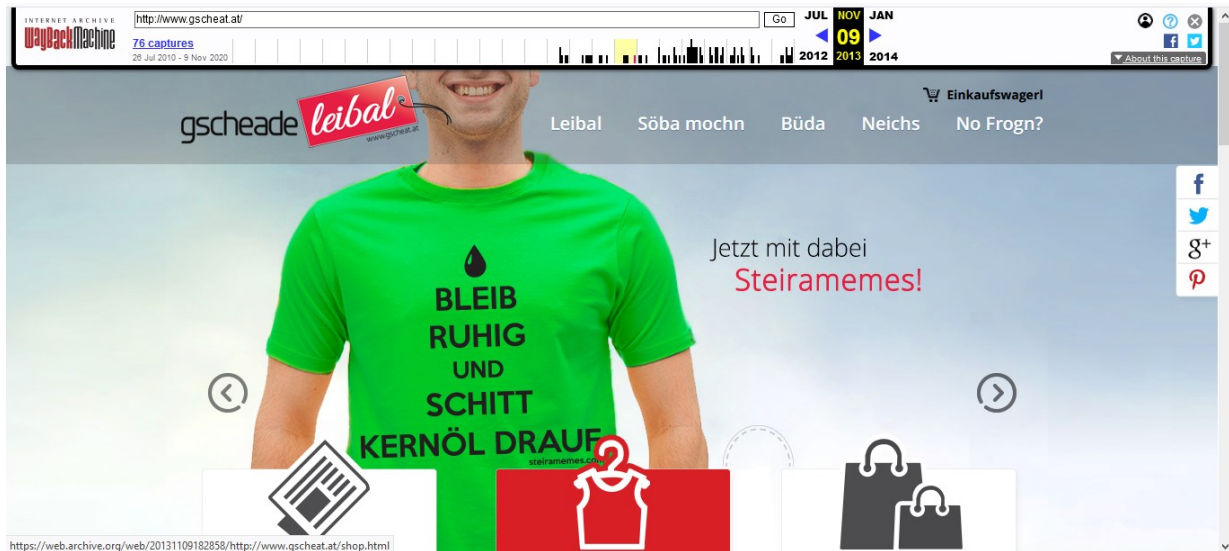 INTERNET ARCHIVE
WayBackMachine
http://www.gscheat.at/
Go
JUL NOV JAN
76 captures
09
26 Jul 2010 - 9 Nov 2020
2012 2013 2014
▼ About this capture
Einkaufswagerl
gscheade leibal
www.gscheat.at
Leibal Söba mochn Büda Neichs No Frogn?
f
g+
Jetzt mit dabei
Steiramemes!
BLEIB
RUHIG
UND
SCHITT
KERNÖL DRAUF
steiramemes.com
https://web.archive.org/web/20131109182858/http://www.gscheat.at/shop.html